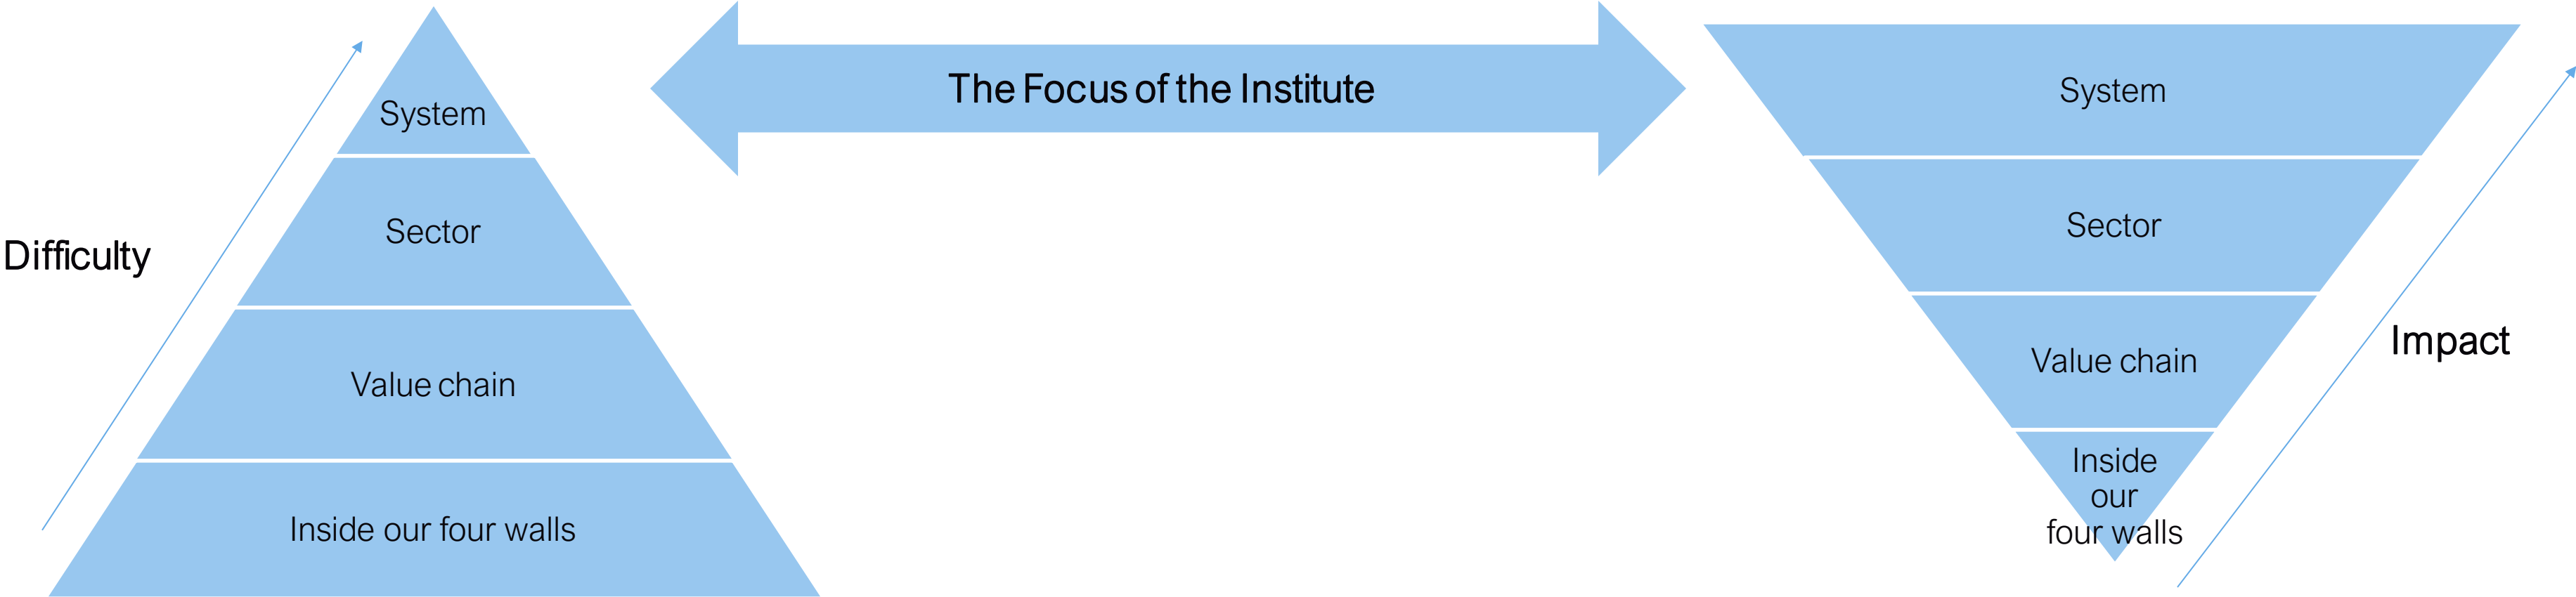 Difficulty
System
Sector
Value chain
Inside our four walls
The Focus of the Institute
System
Sector
Value chain
Inside
our
four walls
Impact